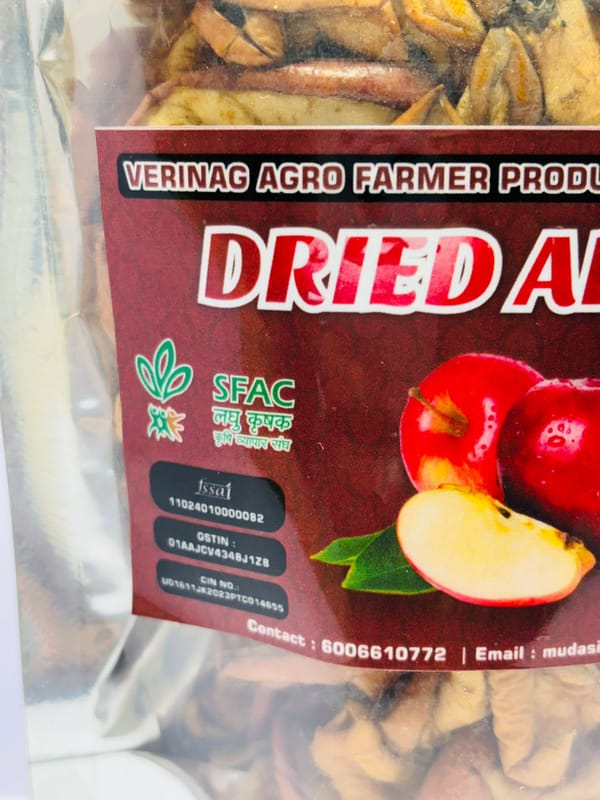 VERINAG AGRO FARMER PRODU
DRIED A
SFAC
लघु कृषक
कृषि व्यापार संघ
fssai
11024010000082
GSTIN :
01AAJCV4348J1Z8
CIN NO.:
U01611JK2023PTC014655
Contact : 6006610772 | Email : mudasi